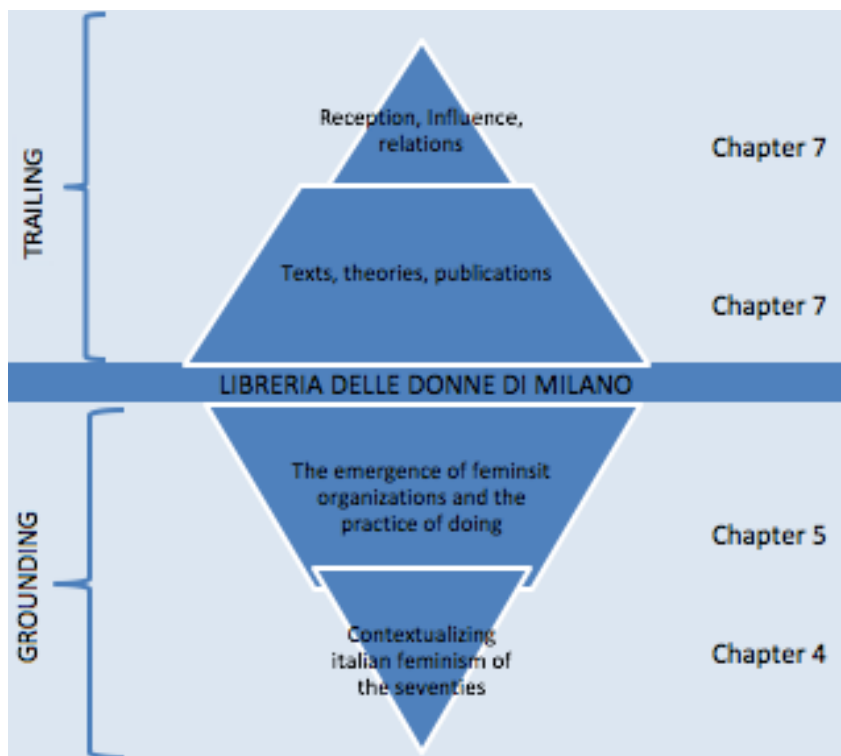 TRAILING
Reception, Influence,
relations
Chapter 7
Texts, theories, publications
Chapter 7
LIBRERIA DELLE DONNE DI MILANO
GROUNDING
The emergence of feminsit
organizations and the
practice of doing
Chapter 5
Contextualizing
italian feminism of
the seventies
Chapter 4